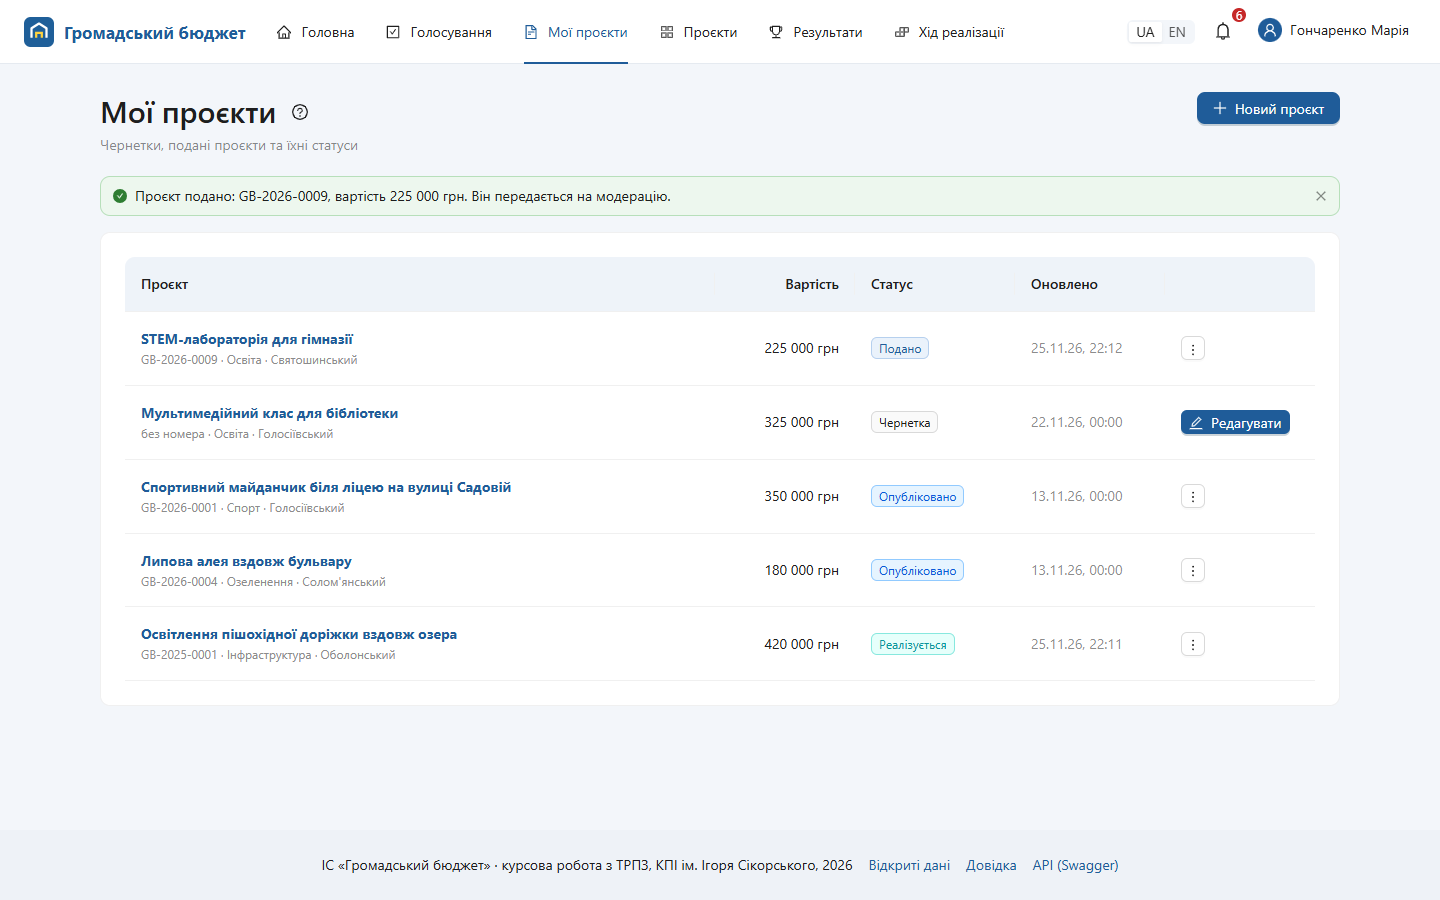 Громадський бюджет
Головна
Голосування
Мої проєкти
Проєкти
Результати
Хід реалізації
UA EN
6
Гончаренко Марія
Мої проєкти
Новий проєкт
Чернетки, подані проєкти та їхні статуси
Проєкт подано: GB-2026-0009, вартість 225 000 грн. Він передається на модерацію.
Проєкт Вартість Статус Оновлено
STEM-лабораторія для гімназії
GB-2026-0009 · Освіта · Святошинський
225 000 грн Подано 25.11.26, 22:12
Мультимедійний клас для бібліотеки
без номера · Освіта · Голосіївський
325 000 грн Чернетка 22.11.26, 00:00 Редагувати
Спортивний майданчик біля ліцею на вулиці Садовій
GB-2026-0001 · Спорт · Голосіївський
350 000 грн Опубліковано 13.11.26, 00:00
Липова алея вздовж бульвару
GB-2026-0004 · Озеленення · Солом'янський
180 000 грн Опубліковано 13.11.26, 00:00
Освітлення пішохідної доріжки вздовж озера
GB-2025-0001 · Інфраструктура · Оболонський
420 000 грн Реалізується 25.11.26, 22:11
ІС «Громадський бюджет» · курсова робота з ТРПЗ, КПІ ім. Ігоря Сікорського, 2026 Відкриті дані Довідка API (Swagger)